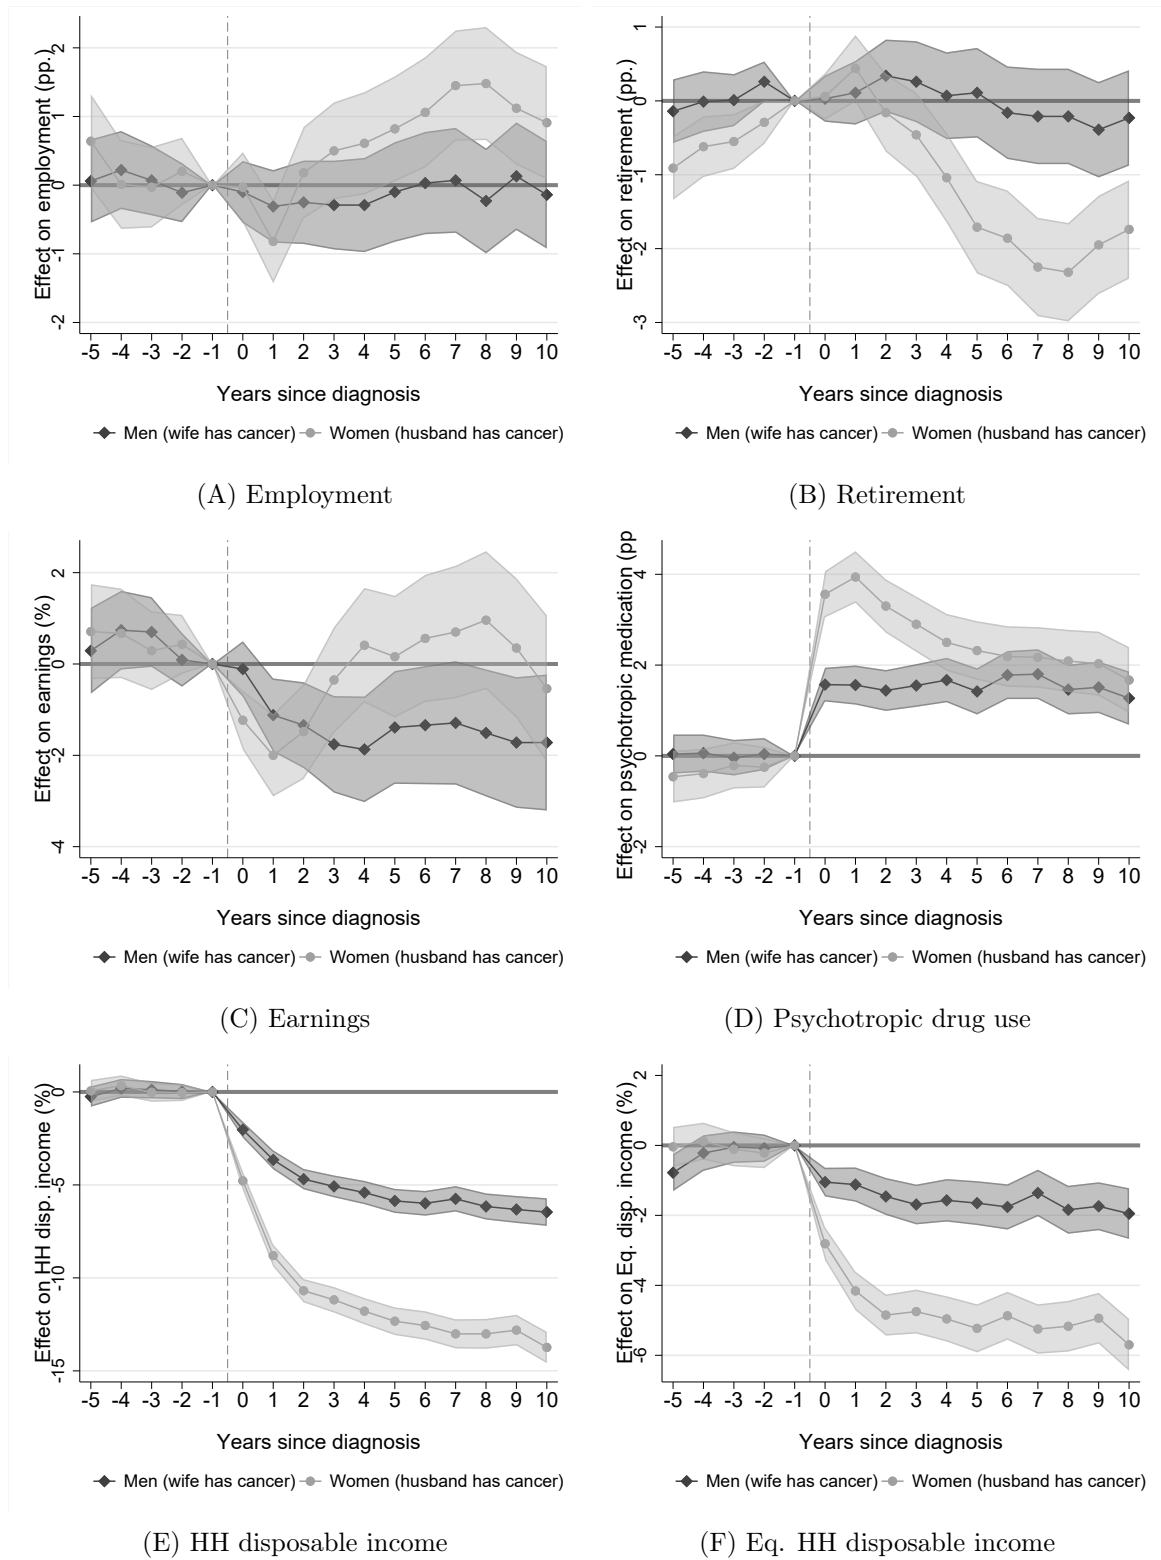 Effect on employment (pp.)
2
1
0
-1
-2
-5 -4 -3 -2 -1 0 1 2 3 4 5 6 7 8 9 10
Years since diagnosis
Men (wife has cancer) Women (husband has cancer)
(A) Employment
Effect on retirement (pp.)
1
0
-1
-2
-3
-5 -4 -3 -2 -1 0 1 2 3 4 5 6 7 8 9 10
Years since diagnosis
Men (wife has cancer) Women (husband has cancer)
(B) Retirement
Effect on earnings (%)
2
0
-2
-4
-5 -4 -3 -2 -1 0 1 2 3 4 5 6 7 8 9 10
Years since diagnosis
Men (wife has cancer) Women (husband has cancer)
(C) Earnings
Effect on psychotropic medication (pp
4
2
0
-2
-5 -4 -3 -2 -1 0 1 2 3 4 5 6 7 8 9 10
Years since diagnosis
Men (wife has cancer) Women (husband has cancer)
(D) Psychotropic drug use
Effect on HH disp. income (%)
0
-5
-10
-15
-5 -4 -3 -2 -1 0 1 2 3 4 5 6 7 8 9 10
Years since diagnosis
Men (wife has cancer) Women (husband has cancer)
(E) HH disposable income
Effect on Eq. disp. income (%)
2
0
-2
-4
-6
-5 -4 -3 -2 -1 0 1 2 3 4 5 6 7 8 9 10
Years since diagnosis
Men (wife has cancer) Women (husband has cancer)
(F) Eq. HH disposable income